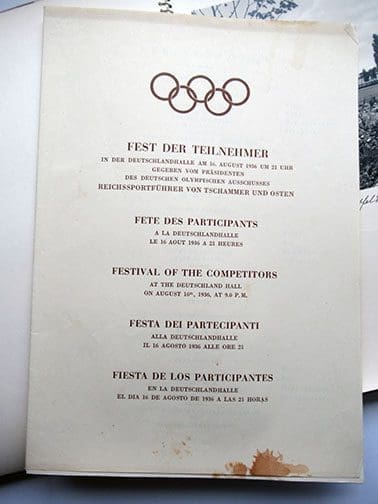 FEST DER TEILNEHMER
IN DER DEUTSCHLANDHALLE AM 16. AUGUST 1936 UM 21 UHR
GEGEBEN VOM PRÄSIDENTEN
DES DEUTSCHEN OLYMPISCHEN AUSSCHUSSES
REICHSSPORTFÜHRER VON TSCHAMMER UND OSTEN
FETE DES PARTICIPANTS
A LA DEUTSCHLANDHALLE
LE 16 AOUT 1936 A 21 HEURES
FESTIVAL OF THE COMPETITORS
AT THE DEUTSCHLAND HALL
ON AUGUST 16th, 1936, AT 9.0 P.M.
FESTA DEI PARTECIPANTI
ALLA DEUTSCHLANDHALLE
IL 16 AGOSTO 1936 ALLE ORE 21
FIESTA DE LOS PARTICIPANTES
EN LA DEUTSCHLANDHALLE
EL DIA 16 DE AGOSTO DE 1936 A LAS 21 HORAS